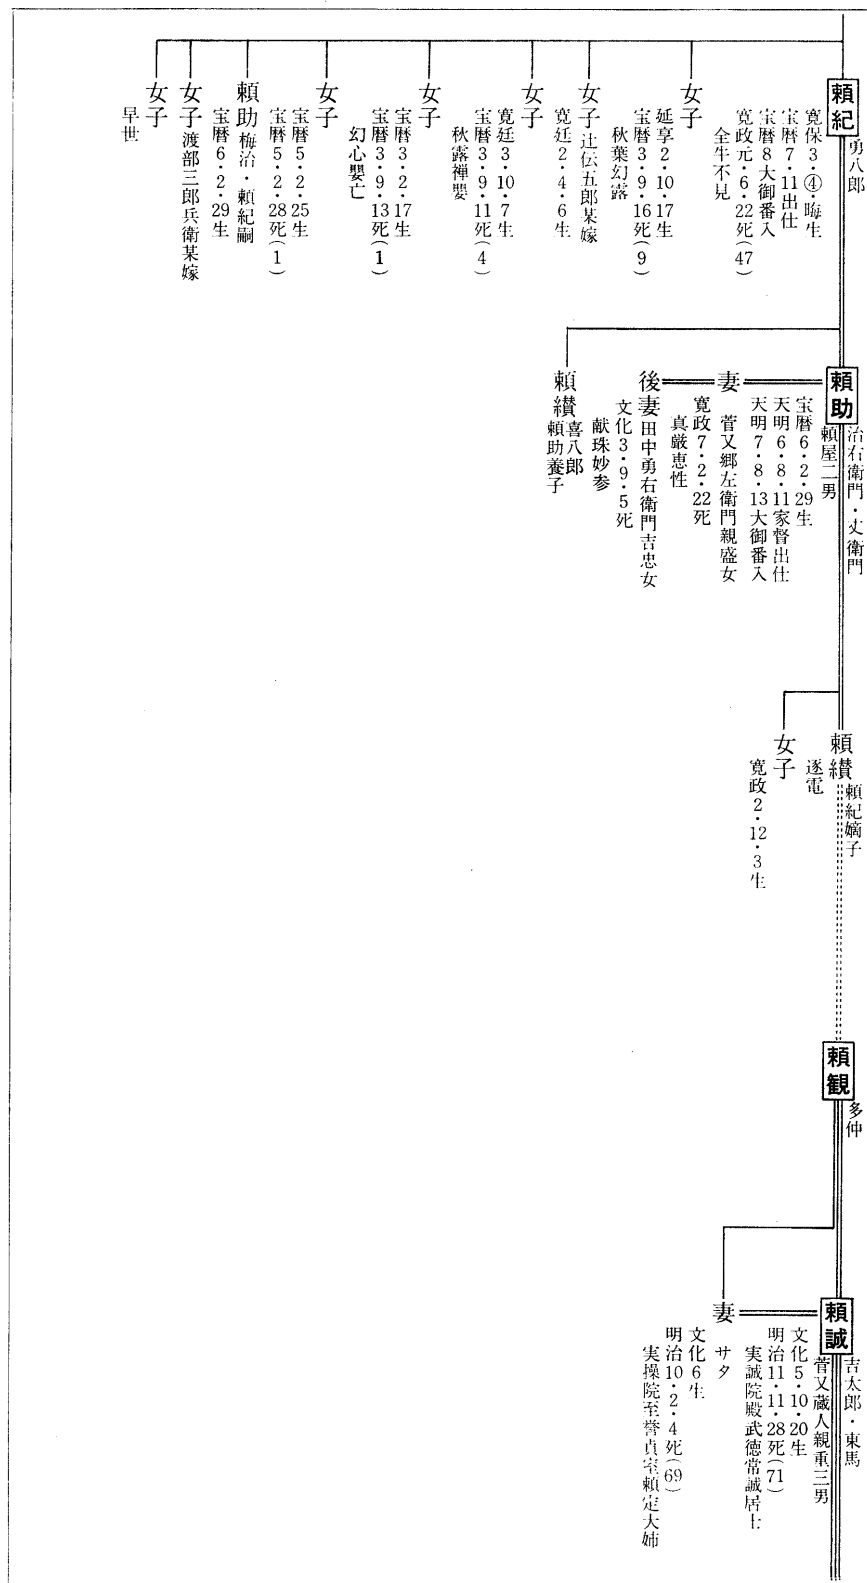 頼紀
勇八郎
寛保3・④・晦生
宝暦7・11出仕
宝暦8大御番入
寛政元・6・22死(47)
全牛不見
女子
延享2・10・17生
宝暦3・9・16死(9)
秋葉幻露
女子 辻伝五郎某嫁
寛延2・4・6生
女子
寛延3・10・7生
宝暦3・9・11死(4)
秋露禅嬰
女子
宝暦3・2・17生
宝暦3・9・13死(1)
幻心嬰亡
女子
宝暦5・2・25生
宝暦5・2・28死(1)
頼助 梅治・頼紀嗣
宝暦6・2・29生
女子 渡部三郎兵衛某嫁
女子
早世
頼助
治右衛門・丈衛門
頼屋二男
宝暦6・2・29生
天明6・8・11家督出仕
天明7・8・13大御番入
妻
菅又郷左衛門親盛女
寛政7・2・22死
真厳恵性
後妻 田中勇右衛門吉忠女
文化3・9・5死
献珠妙参
頼纉
喜八郎
頼助養子
頼纉
頼紀嫡子
逐電
女子
寛政2・12・3生
頼観
多仲
頼誠
吉太郎・東馬
菅又蔵人親重三男
文化5・10・20生
明治11・11・28死(71)
実誠院殿武徳常誠居士
妻 サタ
文化6生
明治10・2・4死(69)
実操院至誉貞室頼定大姉